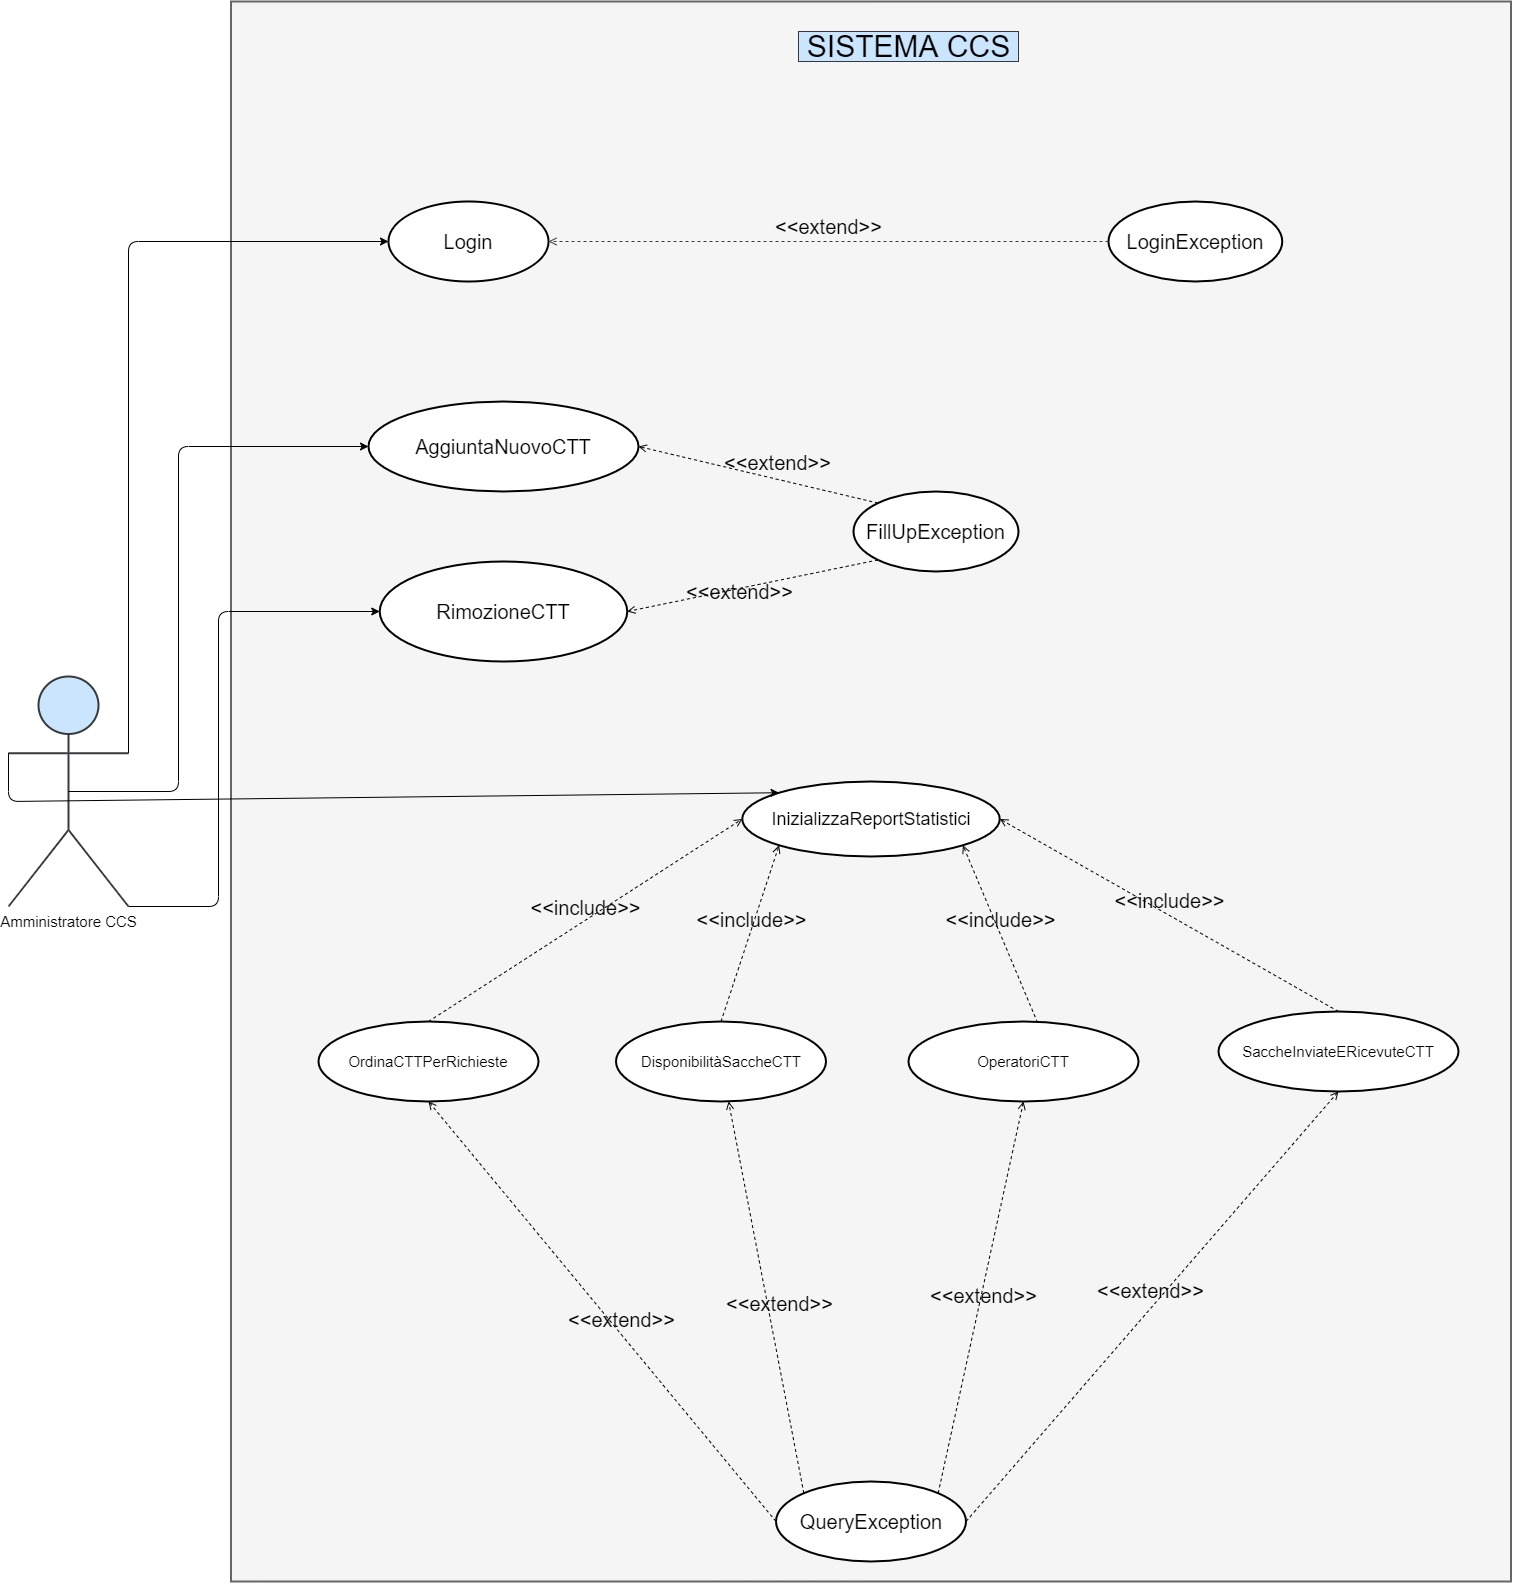 SISTEMA CCS
Login
<<extend>>
LoginException
AggiuntaNuovoCTT
<<extend>>
FillUpException
<<extend>>
RimozioneCTT
Amministratore CCS
InizializzaReportStatistici
<<include>>
<<include>>
<<include>>
<<include>>
OrdinaCTTPerRichieste
DisponibilitàSaccheCTT
OperatoriCTT
SaccheInviateERicevuteCTT
<<extend>>
<<extend>>
<<extend>>
<<extend>>
QueryException